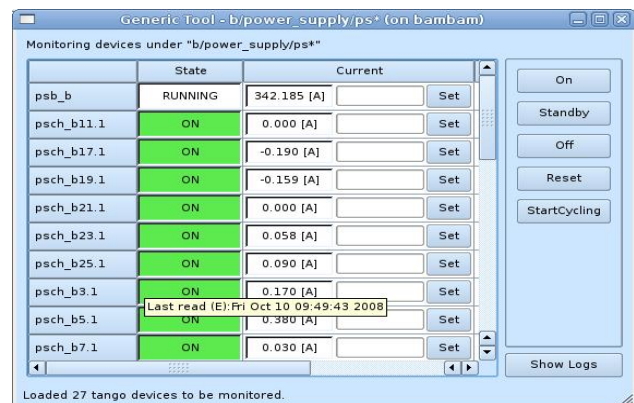 Generic Tool - b/power_supply/ps* (on bambam)
Monitoring devices under "b/power_supply/ps*"
State Current
psb_b RUNNING 342.185 [A] Set
psch_b11.1 ON 0.000 [A] Set
psch_b17.1 ON -0.190 [A] Set
psch_b19.1 ON -0.159 [A] Set
psch_b21.1 ON 0.000 [A] Set
psch_b23.1 ON 0.058 [A] Set
psch_b25.1 ON 0.090 [A] Set
psch_b3.1 ON 0.170 [A] Set
Last read (E):Fri Oct 10 09:49:43 2008
psch_b5.1 ON 0.380 [A] Set
psch_b7.1 ON 0.030 [A] Set
On
Standby
Off
Reset
StartCycling
Show Logs
Loaded 27 tango devices to be monitored.